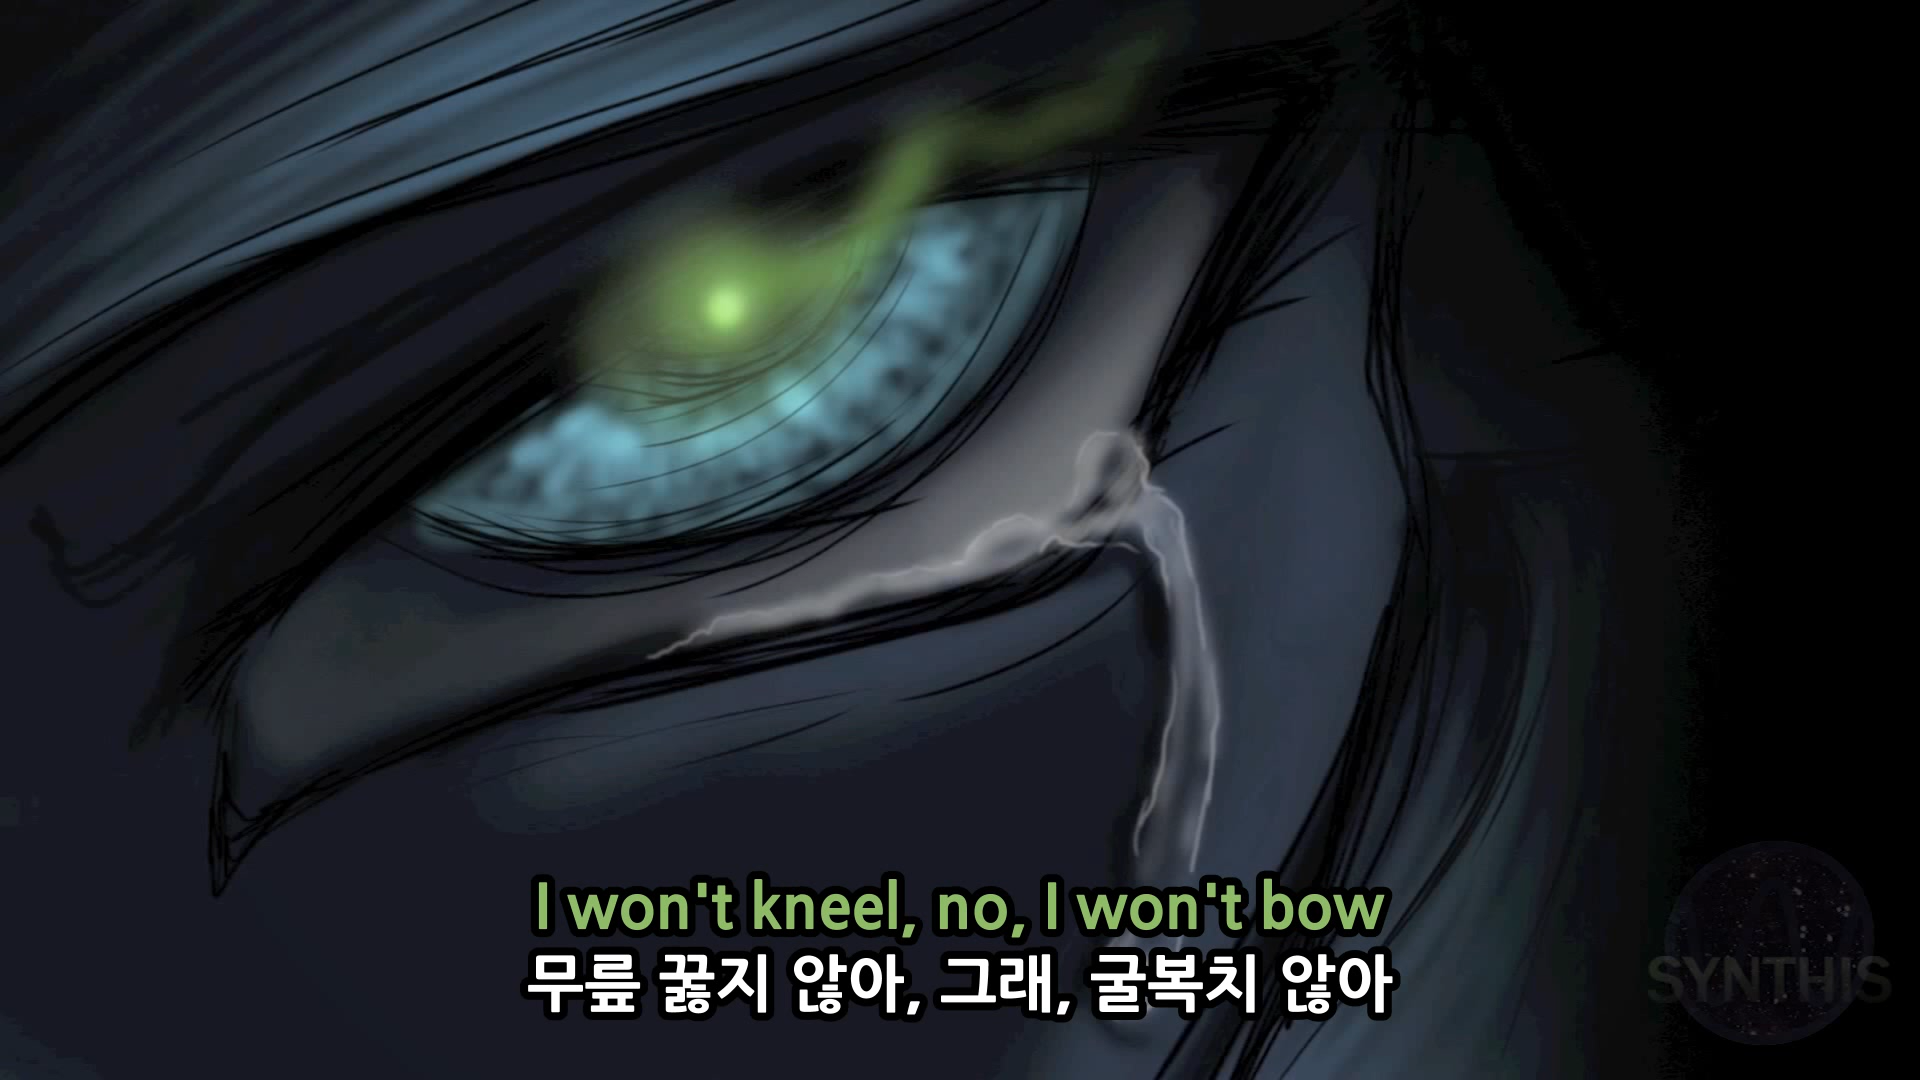 I won't kneel, no, I won't bow
무릎 꿇지 않아, 그래, 굴복치 않아
SYNTHIS